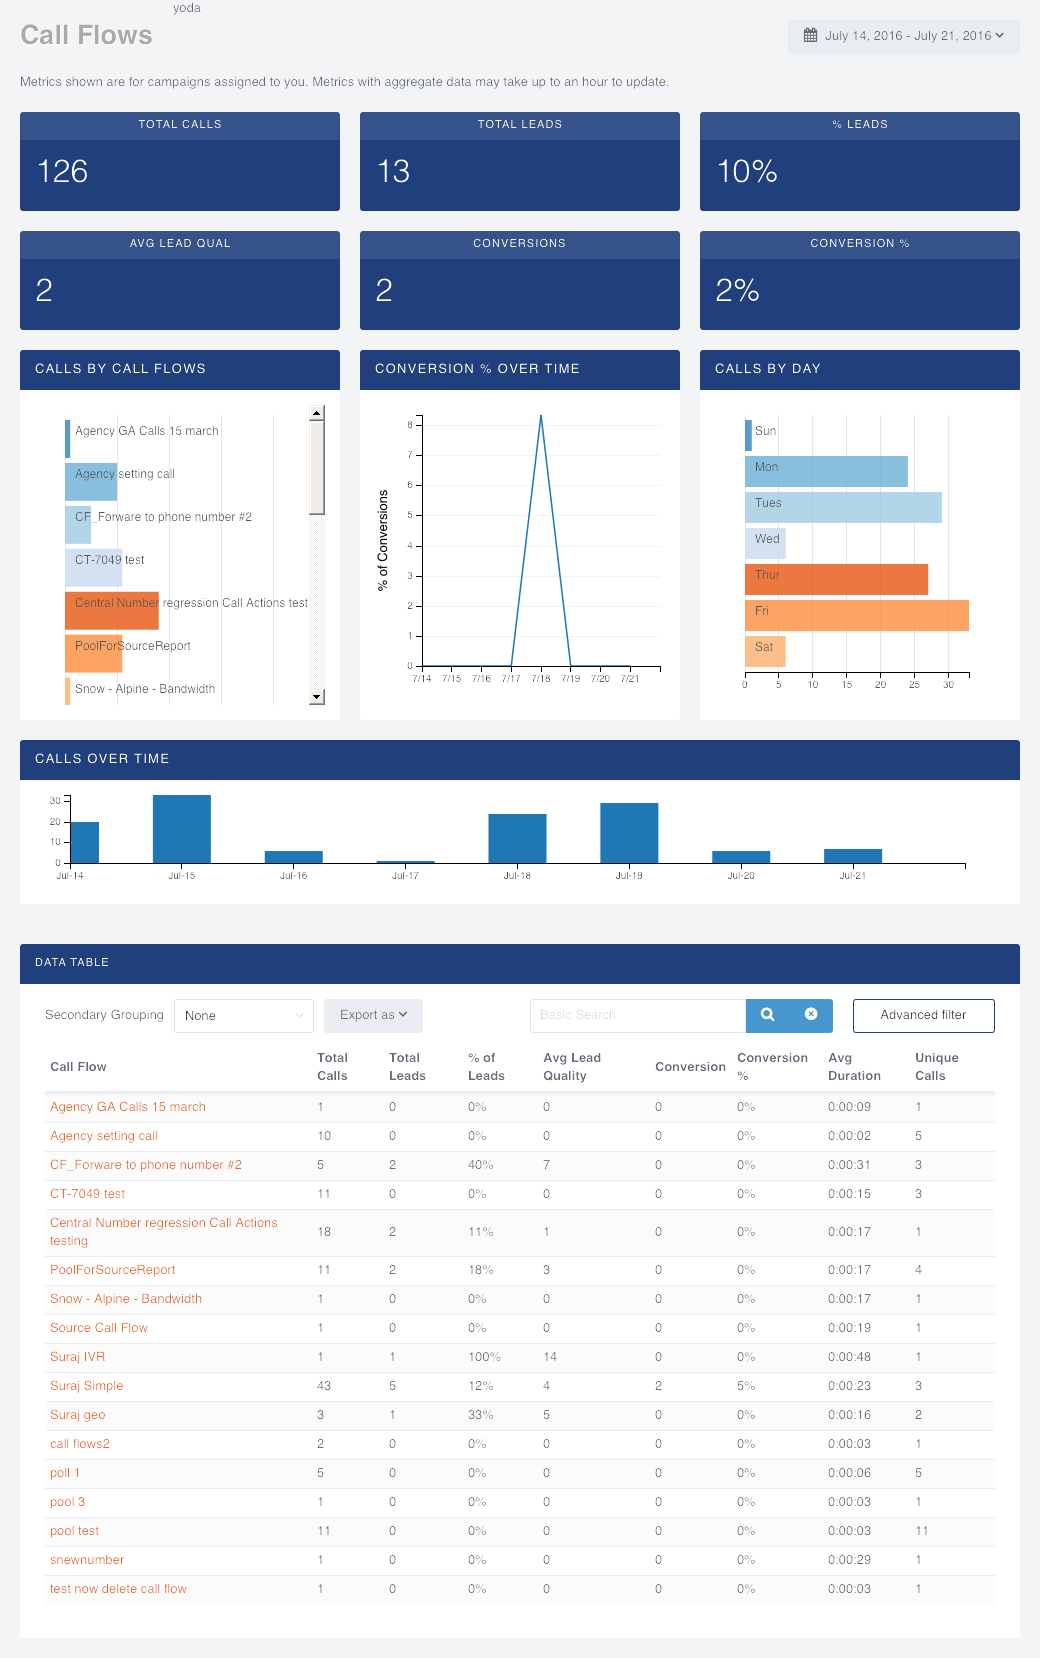 yoda
Call Flows
July 14, 2016 - July 21, 2016
Metrics shown are for campaigns assigned to you. Metrics with aggregate data may take up to an hour to update.
TOTAL CALLS
126
TOTAL LEADS
13
% LEADS
10%
AVG LEAD QUAL
2
CONVERSIONS
2
CONVERSION %
2%
CALLS BY CALL FLOWS
Agency GA Calls 15 march
Agency setting call
CF_Forware to phone number #2
CT-7049 test
Central Number regression Call Actions test
PoolForSourceReport
Snow - Alpine - Bandwidth
CONVERSION % OVER TIME
% of Conversions
8
7
6
5
4
3
2
1
0
7/14 7/15 7/16 7/17 7/18 7/19 7/20 7/21
CALLS BY DAY
Sun
Mon
Tues
Wed
Thur
Fri
Sat
0 5 10 15 20 25 30
CALLS OVER TIME
30
20
10
0
Jul-14 Jul-15 Jul-16 Jul-17 Jul-18 Jul-19 Jul-20 Jul-21
DATA TABLE
Secondary Grouping None Export as Basic Search Advanced filter
Call Flow Total Calls Total Leads % of Leads Avg Lead Quality Conversion Conversion % Avg Duration Unique Calls
Agency GA Calls 15 march 1 0 0% 0 0 0% 0:00:09 1
Agency setting call 10 0 0% 0 0 0% 0:00:02 5
CF_Forware to phone number #2 5 2 40% 7 0 0% 0:00:31 3
CT-7049 test 11 0 0% 0 0 0% 0:00:15 3
Central Number regression Call Actions testing 18 2 11% 1 0 0% 0:00:17 1
PoolForSourceReport 11 2 18% 3 0 0% 0:00:17 4
Snow - Alpine - Bandwidth 1 0 0% 0 0 0% 0:00:17 1
Source Call Flow 1 0 0% 0 0 0% 0:00:19 1
Suraj IVR 1 1 100% 14 0 0% 0:00:48 1
Suraj Simple 43 5 12% 4 2 5% 0:00:23 3
Suraj geo 3 1 33% 5 0 0% 0:00:16 2
call flows2 2 0 0% 0 0 0% 0:00:03 1
poll 1 5 0 0% 0 0 0% 0:00:06 5
pool 3 1 0 0% 0 0 0% 0:00:03 1
pool test 11 0 0% 0 0 0% 0:00:03 11
snewnumber 1 0 0% 0 0 0% 0:00:29 1
test now delete call flow 1 0 0% 0 0 0% 0:00:03 1